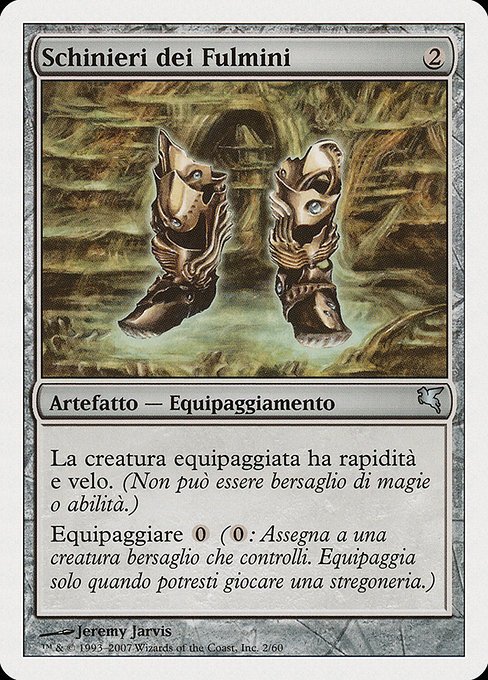 Schinieri dei Fulmini 2
Artefatto — Equipaggiamento
La creatura equipaggiata ha rapidità
e velo. (Non può essere bersaglio di magie
o abilità.)
Equipaggiare 0 (0: Assegna a una
creatura bersaglio che controlli. Equipaggia
solo quando potresti giocare una stregoneria.)
Jeremy Jarvis
™ & © 1993–2007 Wizards of the Coast, Inc. 2/60